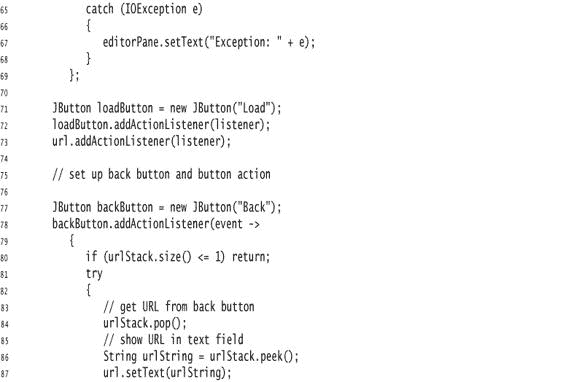 65 catch (IOException e)
66 {
67 editorPane.setText("Exception: " + e);
68 }
69 };
70
71 JButton loadButton = new JButton("Load");
72 loadButton.addActionListener(listener);
73 url.addActionListener(listener);
74
75 // set up back button and button action
76
77 JButton backButton = new JButton("Back");
78 backButton.addActionListener(event ->
79 {
80 if (urlStack.size() <= 1) return;
81 try
82 {
83 // get URL from back button
84 urlStack.pop();
85 // show URL in text field
86 String urlString = urlStack.peek();
87 url.setText(urlString);